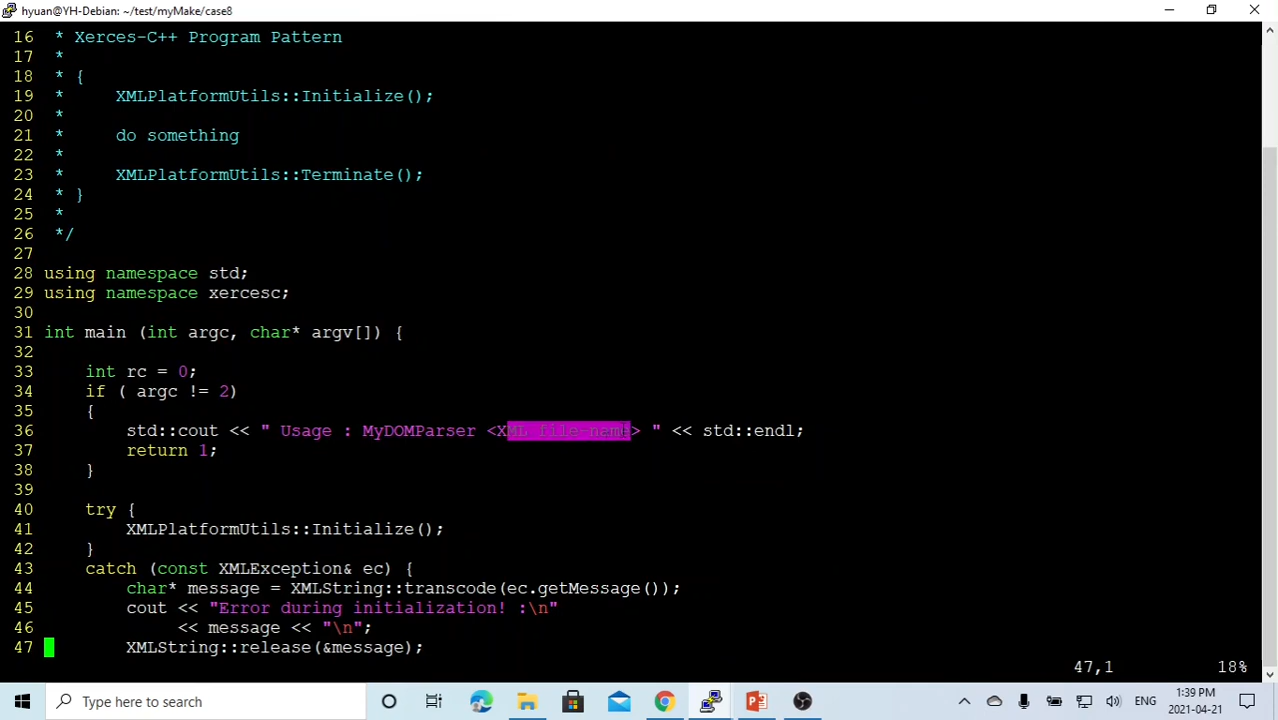 hyuan@YH-Debian: ~/test/myMake/case8
16 * Xerces-C++ Program Pattern
17 *
18 * {
19 * XMLPlatformUtils::Initialize();
20 *
21 * do something
22 *
23 * XMLPlatformUtils::Terminate();
24 * }
25 *
26 */
27
28 using namespace std;
29 using namespace xercesc;
30
31 int main (int argc, char* argv[]) {
32
33 int rc = 0;
34 if ( argc != 2)
35 {
36 std::cout << " Usage : MyDOMParser <XML file-name> " << std::endl;
37 return 1;
38 }
39
40 try {
41 XMLPlatformUtils::Initialize();
42 }
43 catch (const XMLException& ec) {
44 char* message = XMLString::transcode(ec.getMessage());
45 cout << "Error during initialization! :\n"
46 << message << "\n";
47 XMLString::release(&message);
47,1 18%
Type here to search
ENG
1:39 PM
2021-04-21